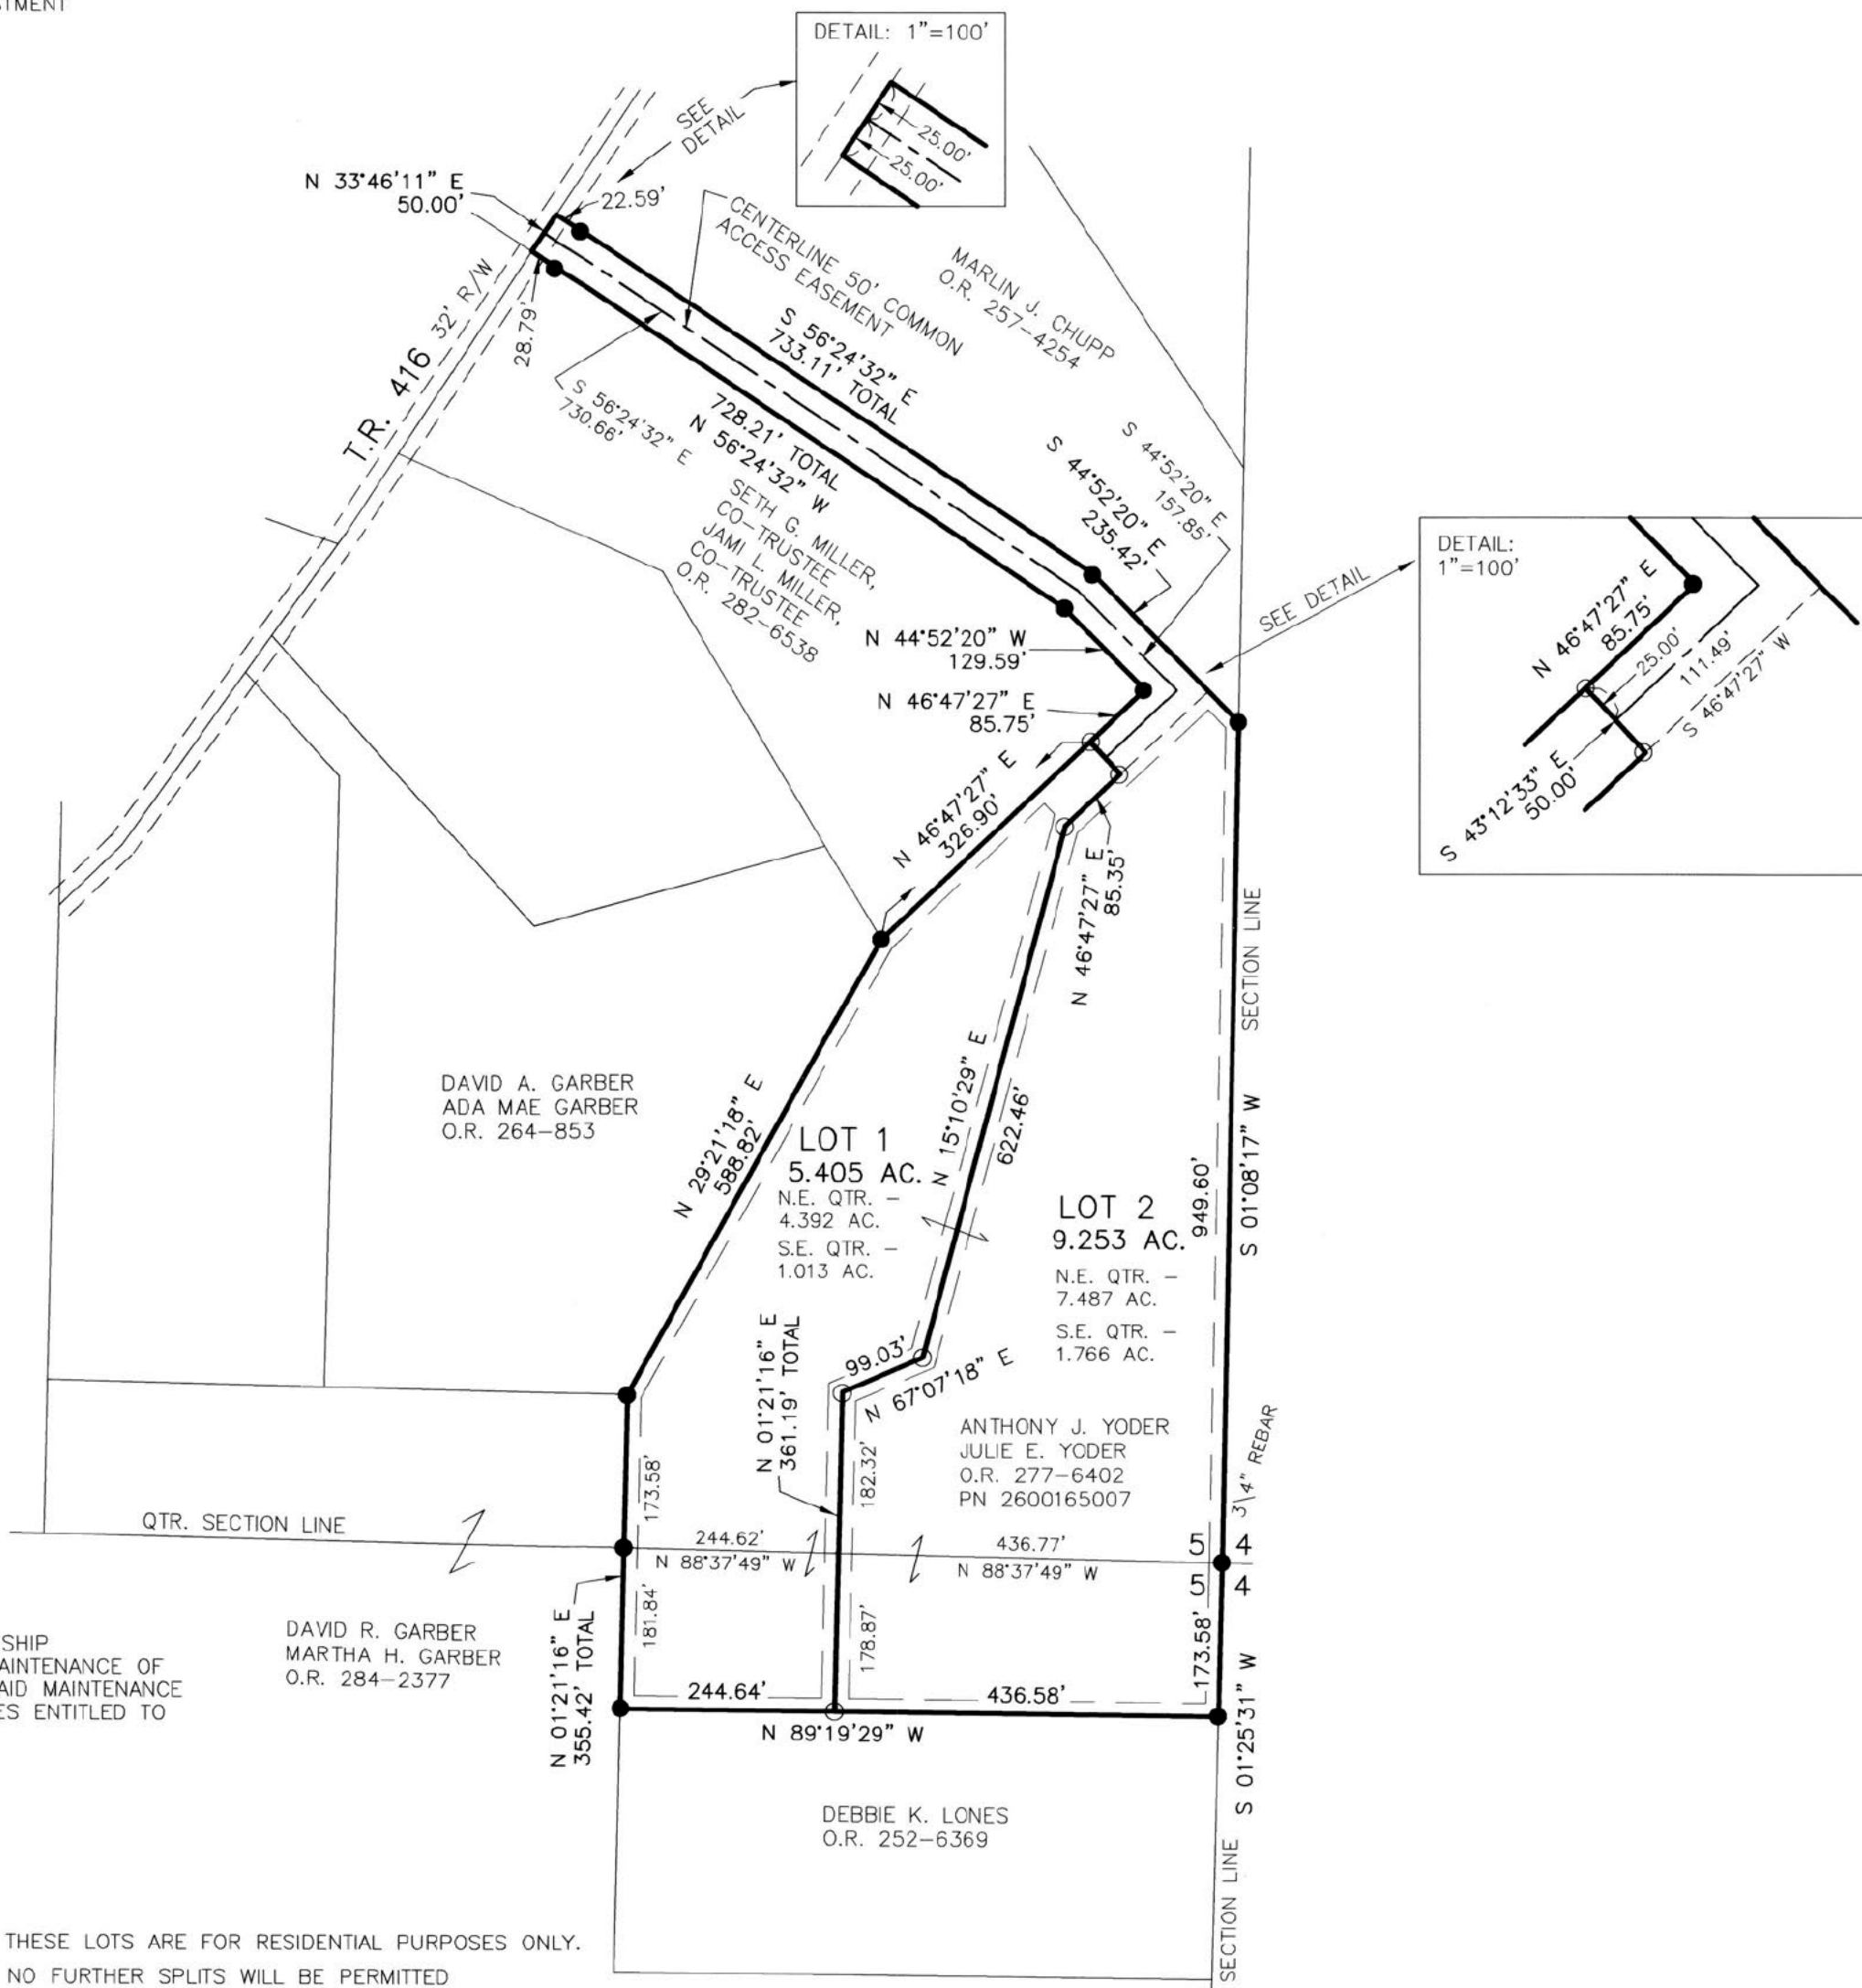 DETAIL: 1"=100'
25.00'
25.00'
SEE
DETAIL
N 33°46'11" E
50.00'
22.59'
CENTERLINE 50' COMMON
ACCESS EASEMENT
MARLIN J. CHUPP
O.R. 257-4254
T.R. 416 32' R/W
28.79'
S 56°24'32" E
733.11' TOTAL
S 56°24'32" E
730.66'
728.21' TOTAL
N 56°24'32" W
SETH G. MILLER,
CO-TRUSTEE
JAMI L. MILLER,
CO-TRUSTEE
O.R. 282-6538
S 44°52'20" E
235.42'
S 44°52'20" E
157.85'
SEE DETAIL
DETAIL:
1"=100'
N 46°47'27" E
85.75'
25.00'
111.49'
S 46°47'27" W
S 43°12'33" E
50.00'
N 44°52'20" W
129.59'
N 46°47'27" E
85.75'
N 46°47'27" E
326.90'
N 46°47'27" E
85.35'
SECTION LINE
DAVID A. GARBER
ADA MAE GARBER
O.R. 264-853
N 29°21'18" E
588.82'
LOT 1
5.405 AC.
N.E. QTR. -
4.392 AC.
S.E. QTR. -
1.013 AC.
N 15°10'29" E
622.46'
LOT 2
9.253 AC.
N.E. QTR. -
7.487 AC.
S.E. QTR. -
1.766 AC.
949.60'
S 01°08'17" W
N 01°21'16" E
361.19' TOTAL
99.03'
N 67°07'18" E
ANTHONY J. YODER
JULIE E. YODER
O.R. 277-6402
PN 2600165007
3\4" REBAR
173.58'
182.32'
QTR. SECTION LINE
244.62'
N 88°37'49" W
436.77'
N 88°37'49" W
5 4
5 4
181.84'
178.87'
173.58'
N 01°21'16" E
355.42' TOTAL
SHIP
AINTENANCE OF
AID MAINTENANCE
ES ENTITLED TO
DAVID R. GARBER
MARTHA H. GARBER
O.R. 284-2377
244.64'
436.58'
N 89°19'29" W
S 01°25'31" W
SECTION LINE
DEBBIE K. LONES
O.R. 252-6369
THESE LOTS ARE FOR RESIDENTIAL PURPOSES ONLY.
NO FURTHER SPLITS WILL BE PERMITTED